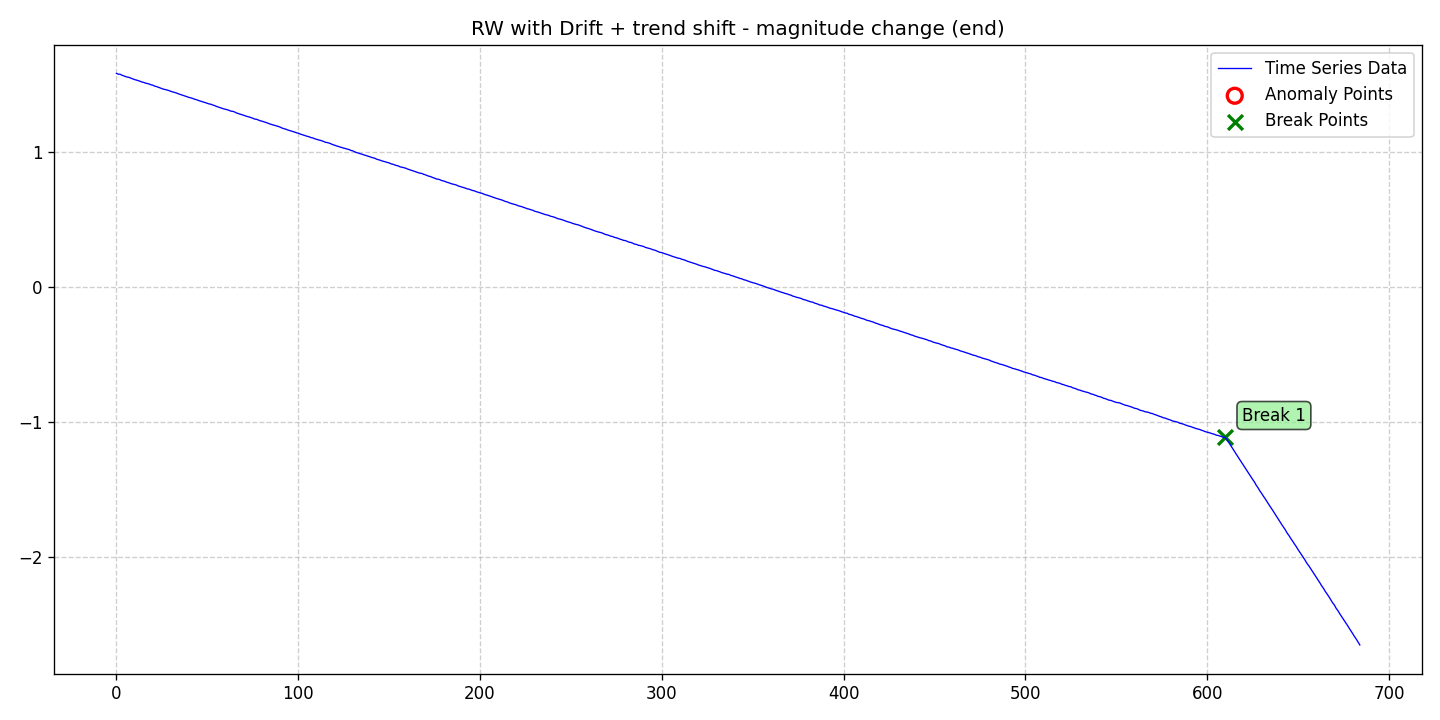 RW with Drift + trend shift - magnitude change (end)
Time Series Data
Anomaly Points
Break Points
1
0
−1
−2
Break 1
0 100 200 300 400 500 600 700